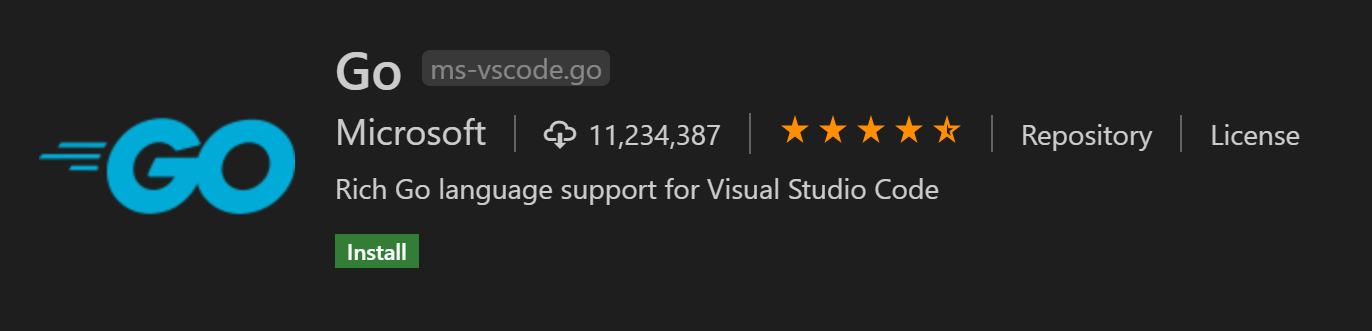 GO
Go ms-vscode.go
Microsoft 11,234,387 Repository License
Rich Go language support for Visual Studio Code
Install